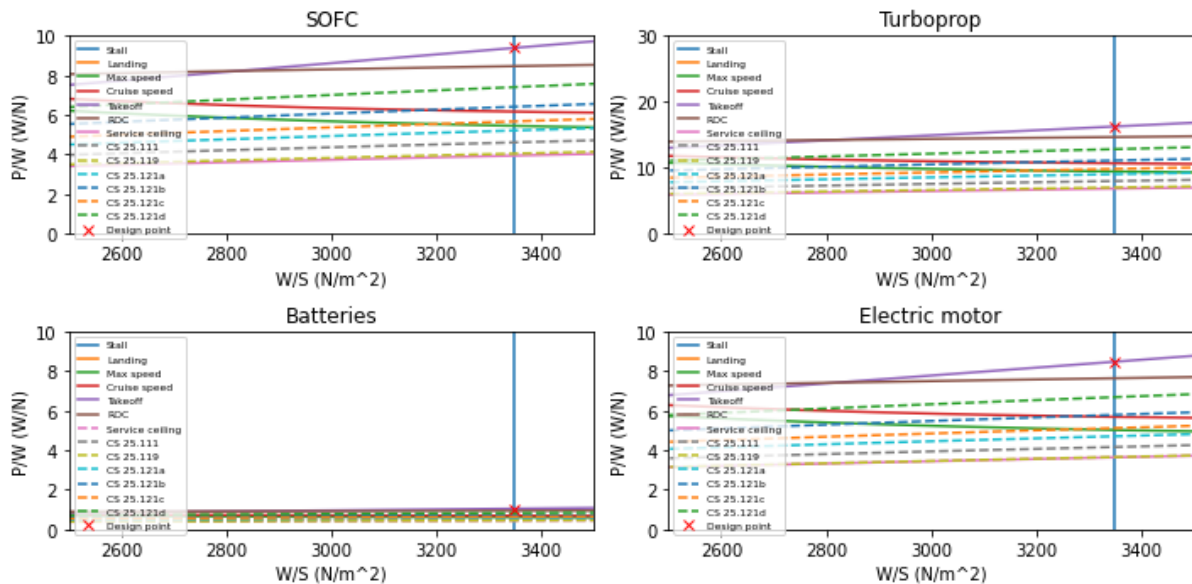 SOFC
P/W (W/N)
10
8
6
4
2
0
Stall
Landing
Max speed
Cruise speed
Takeoff
ROC
Service ceiling
CS 25.111
CS 25.119
CS 25.121a
CS 25.121b
CS 25.121c
CS 25.121d
Design point
2600 2800 3000 3200 3400
W/S (N/m^2)
Turboprop
P/W (W/N)
30
20
10
0
Stall
Landing
Max speed
Cruise speed
Takeoff
ROC
Service ceiling
CS 25.111
CS 25.119
CS 25.121a
CS 25.121b
CS 25.121c
CS 25.121d
Design point
2600 2800 3000 3200 3400
W/S (N/m^2)
Batteries
P/W (W/N)
10
8
6
4
2
0
Stall
Landing
Max speed
Cruise speed
Takeoff
ROC
Service ceiling
CS 25.111
CS 25.119
CS 25.121a
CS 25.121b
CS 25.121c
CS 25.121d
Design point
2600 2800 3000 3200 3400
W/S (N/m^2)
Electric motor
P/W (W/N)
10
8
6
4
2
0
Stall
Landing
Max speed
Cruise speed
Takeoff
ROC
Service ceiling
CS 25.111
CS 25.119
CS 25.121a
CS 25.121b
CS 25.121c
CS 25.121d
Design point
2600 2800 3000 3200 3400
W/S (N/m^2)